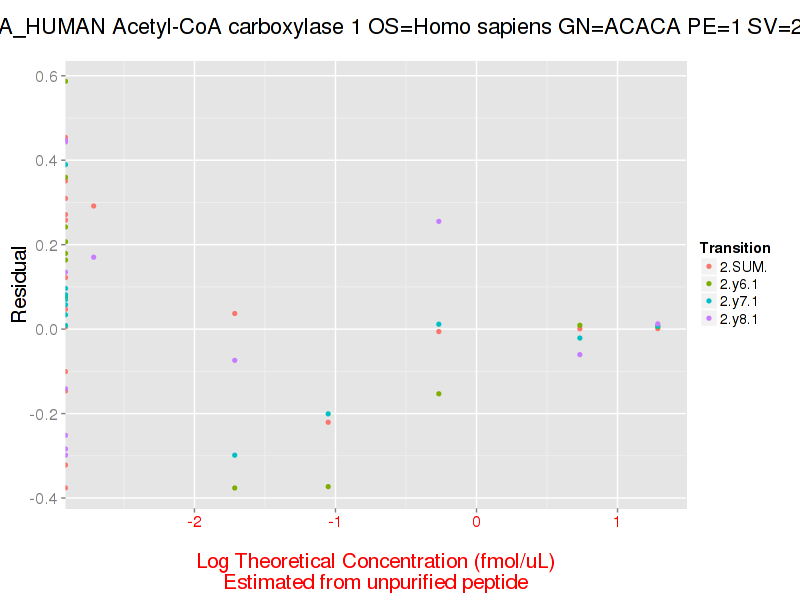 A_HUMAN Acetyl-CoA carboxylase 1 OS=Homo sapiens GN=ACACA PE=1 SV=2
0.6
0.4
0.2
0.0
-0.2
-0.4
Residual
-2
-1
0
1
Log Theoretical Concentration (fmol/uL)
Estimated from unpurified peptide
Transition
2.SUM.
2.y6.1
2.y7.1
2.y8.1